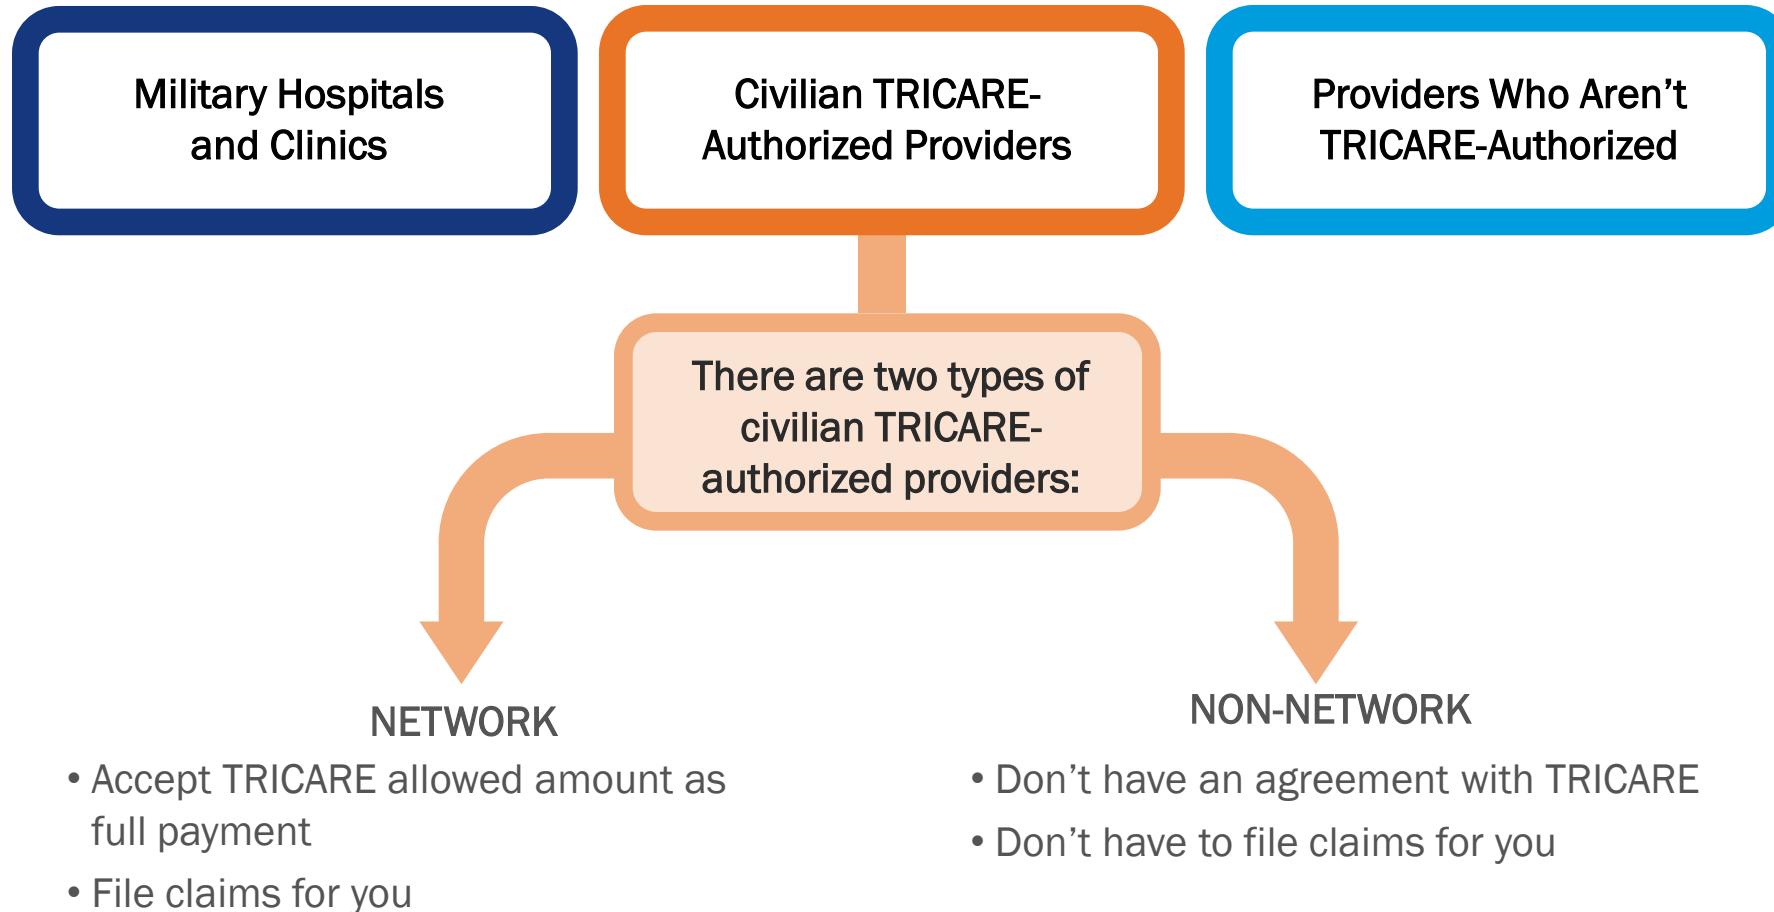 Military Hospitals
and Clinics
Civilian TRICARE-
Authorized Providers
Providers Who Aren’t
TRICARE-Authorized
There are two types of
civilian TRICARE-
authorized providers:
NETWORK
• Accept TRICARE allowed amount as
full payment
• File claims for you
NON-NETWORK
• Don’t have an agreement with TRICARE
• Don’t have to file claims for you